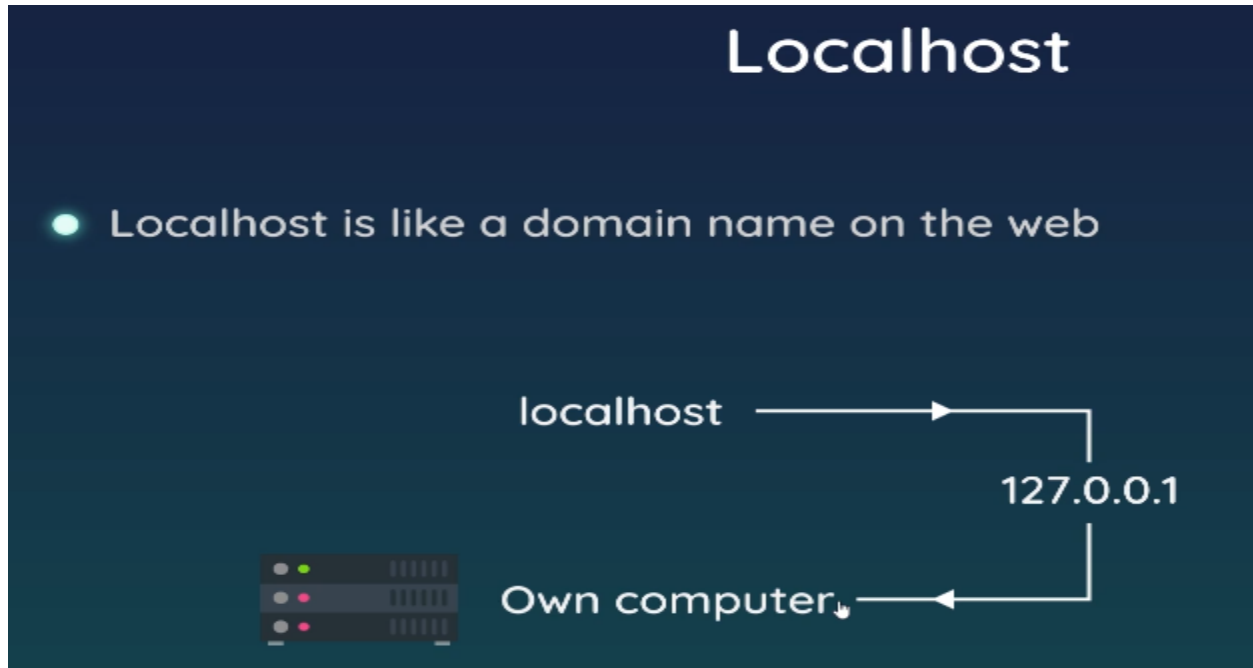 Localhost
Localhost is like a domain name on the web
localhost
127.0.0.1
Own computer